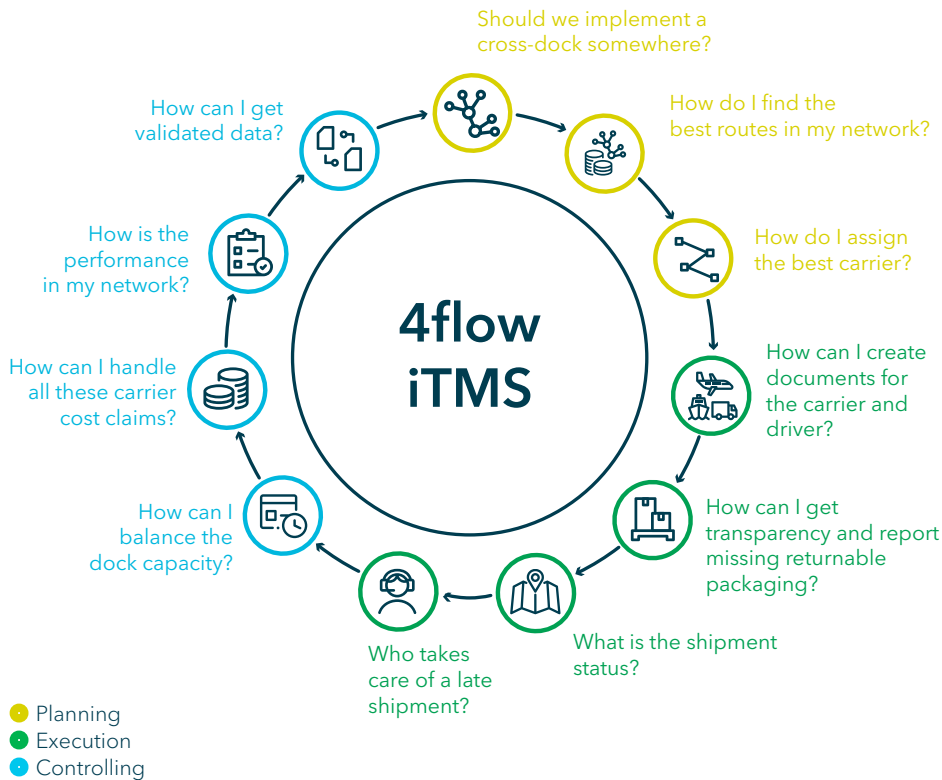 Should we implement a
cross-dock somewhere?
How do I find the
best routes in my network?
How do I assign
the best carrier?
How can I create
documents for
the carrier and
driver?
How can I get
transparency and report
missing returnable
packaging?
What is the shipment
status?
Who takes
care of a late
shipment?
How can I
balance the
dock capacity?
How can I handle
all these carrier
cost claims?
How is the
performance
in my network?
How can I get
validated data?
4flow
iTMS
Planning
Execution
Controlling